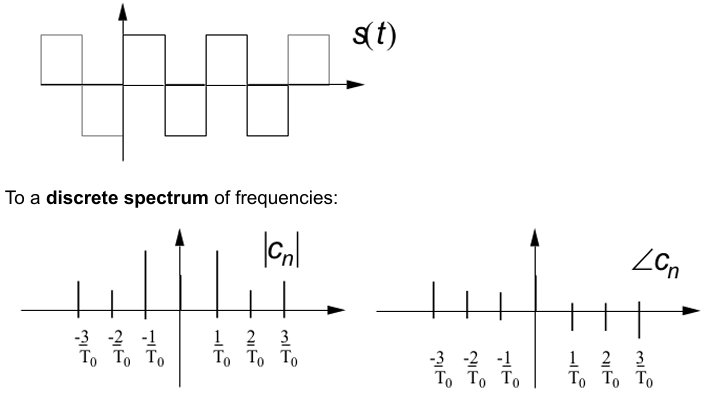 s(t)
To a discrete spectrum of frequencies:
|cn|
∠cn
-3/T0 -2/T0 -1/T0 1/T0 2/T0 3/T0
-3/T0 -2/T0 -1/T0 1/T0 2/T0 3/T0